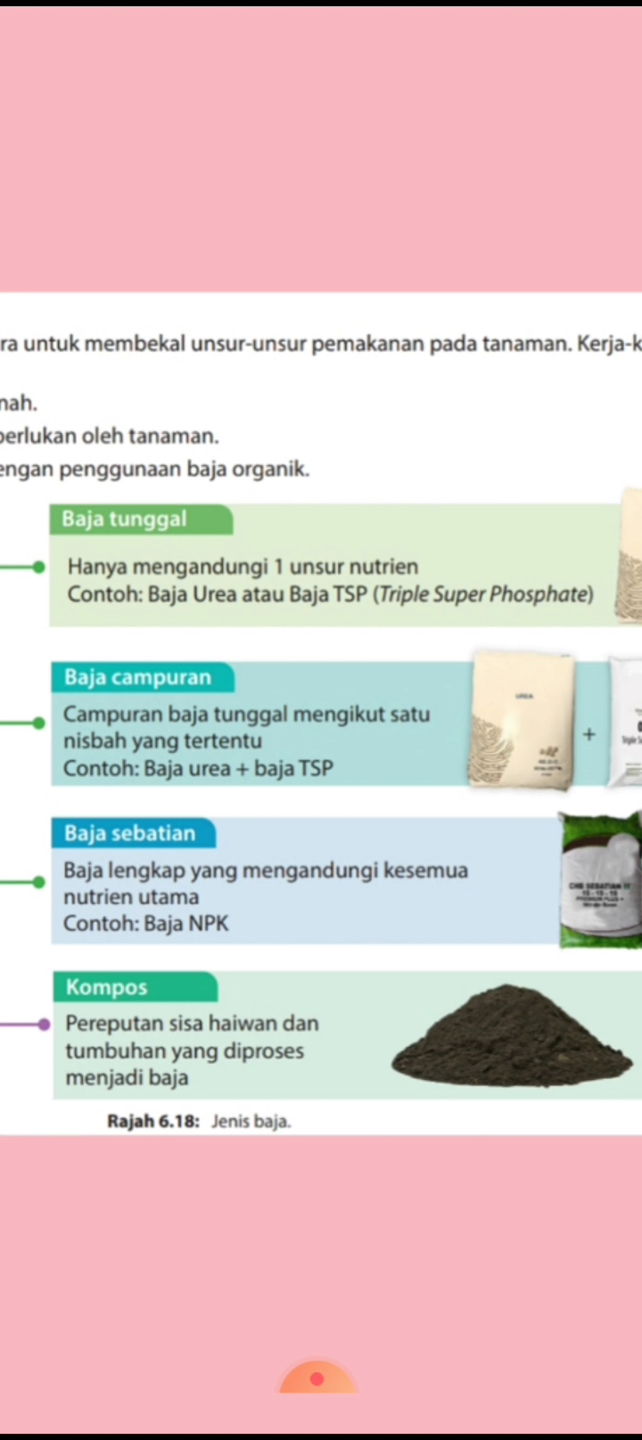 ra untuk membekal unsur-unsur pemakanan pada tanaman. Kerja-k
nah.
perlukan oleh tanaman.
engan penggunaan baja organik.
Baja tunggal
Hanya mengandungi 1 unsur nutrien
Contoh: Baja Urea atau Baja TSP (Triple Super Phosphate)
Baja campuran
Campuran baja tunggal mengikut satu
nisbah yang tertentu
Contoh: Baja urea + baja TSP
UREA
+
Baja sebatian
Baja lengkap yang mengandungi kesemua
nutrien utama
Contoh: Baja NPK
Kompos
Pereputan sisa haiwan dan
tumbuhan yang diproses
menjadi baja
Rajah 6.18: Jenis baja.